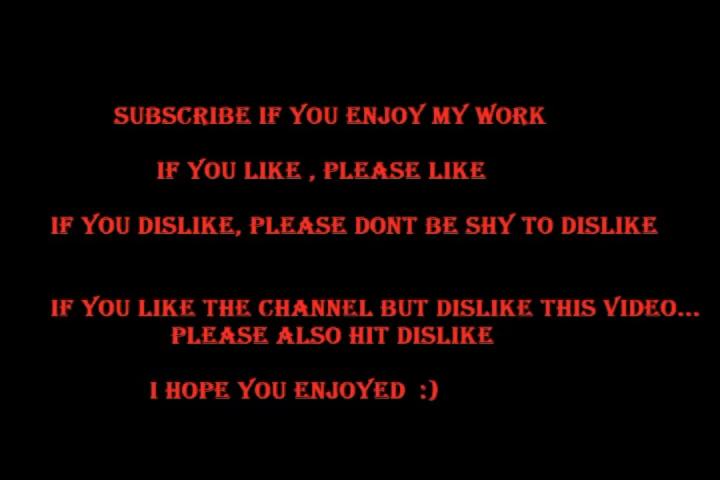 SUBSCRIBE IF YOU ENJOY MY WORK
IF YOU LIKE , PLEASE LIKE
IF YOU DISLIKE, PLEASE DONT BE SHY TO DISLIKE
IF YOU LIKE THE CHANNEL BUT DISLIKE THIS VIDEO...
PLEASE ALSO HIT DISLIKE
I HOPE YOU ENJOYED :)